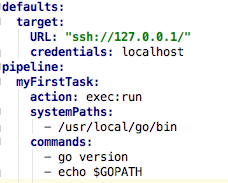 defaults:
  target:
    URL: "ssh://127.0.0.1/"
    credentials: localhost
pipeline:
  myFirstTask:
    action: exec:run
    systemPaths:
      - /usr/local/go/bin
    commands:
      - go version
      - echo $GOPATH